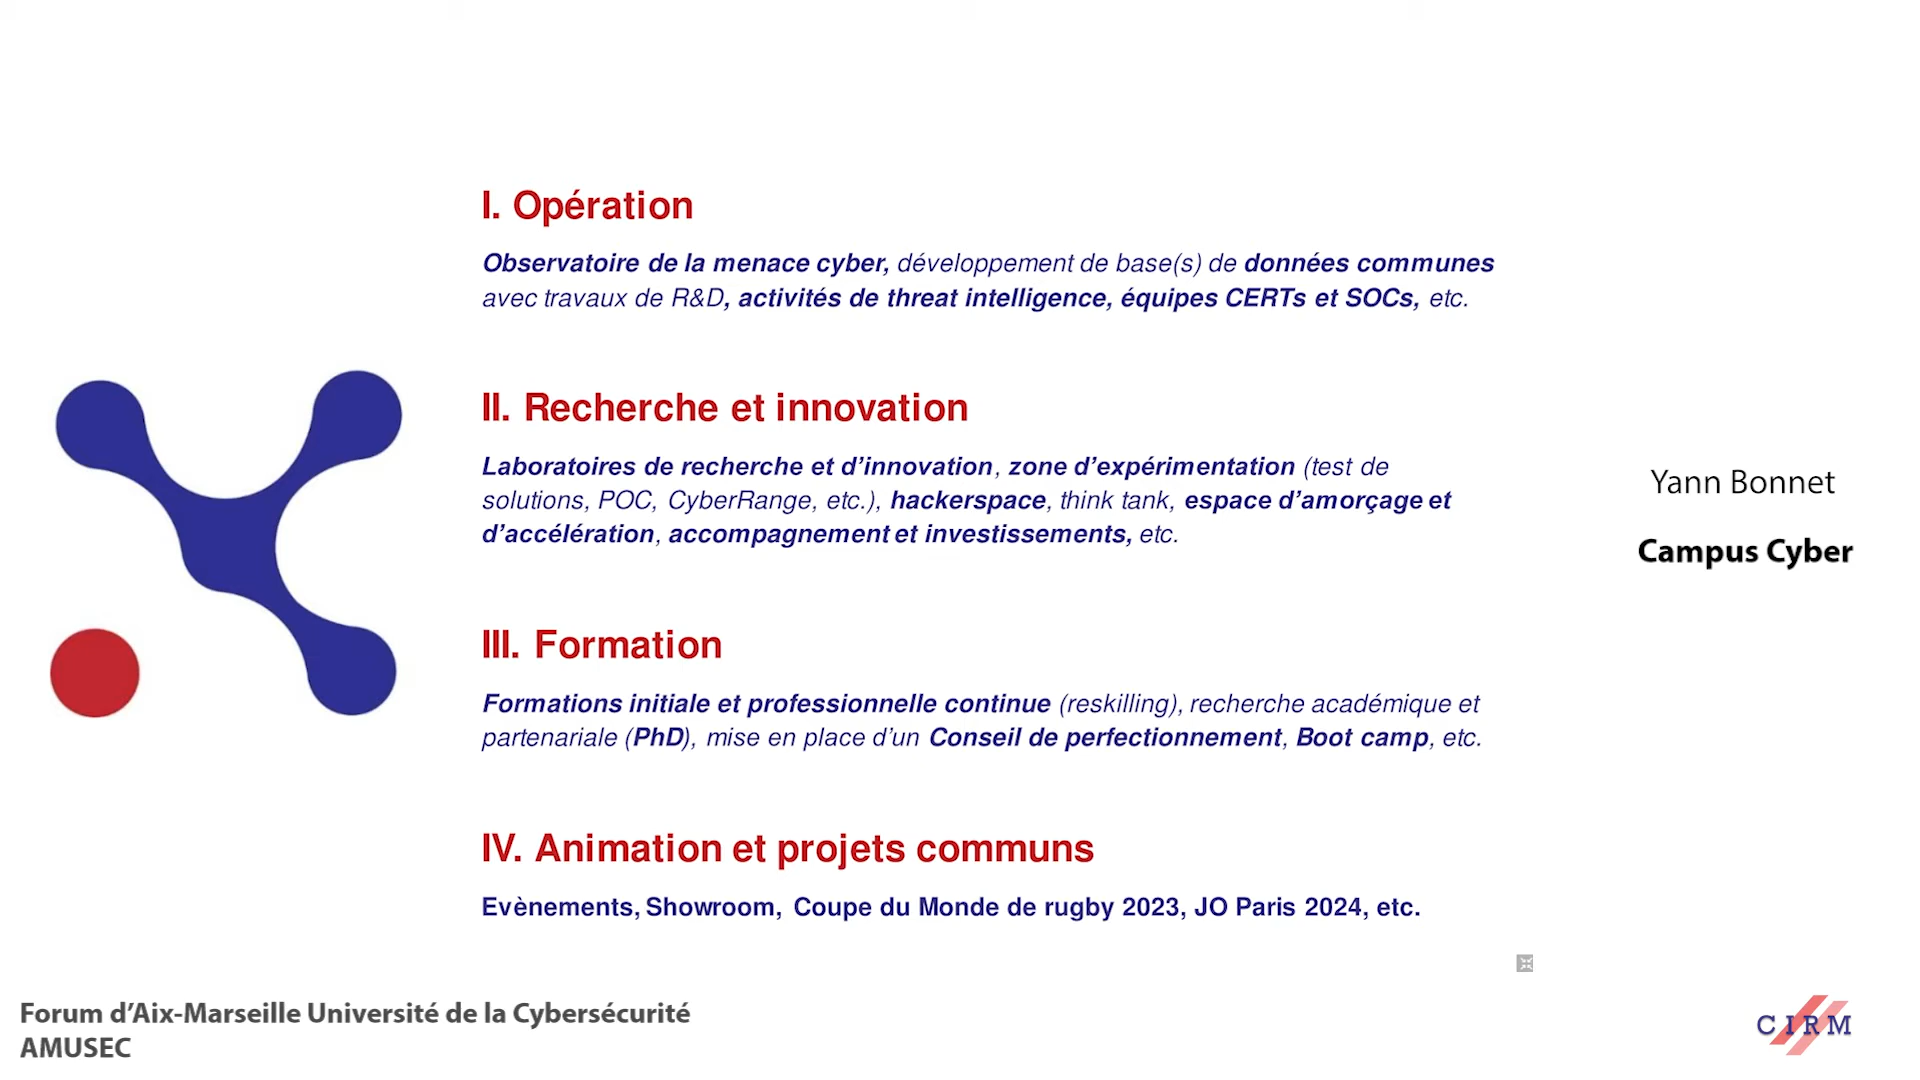 I. Opération
Observatoire de la menace cyber, développement de base(s) de données communes
avec travaux de R&D, activités de threat intelligence, équipes CERTs et SOCs, etc.
II. Recherche et innovation
Laboratoires de recherche et d’innovation, zone d’expérimentation (test de
solutions, POC, CyberRange, etc.), hackerspace, think tank, espace d’amorçage et
d’accélération, accompagnement et investissements, etc.
III. Formation
Formations initiale et professionnelle continue (reskilling), recherche académique et
partenariale (PhD), mise en place d’un Conseil de perfectionnement, Boot camp, etc.
IV. Animation et projets communs
Evènements, Showroom, Coupe du Monde de rugby 2023, JO Paris 2024, etc.
Yann Bonnet
Campus Cyber
Forum d’Aix-Marseille Université de la Cybersécurité
AMUSEC
CIRM